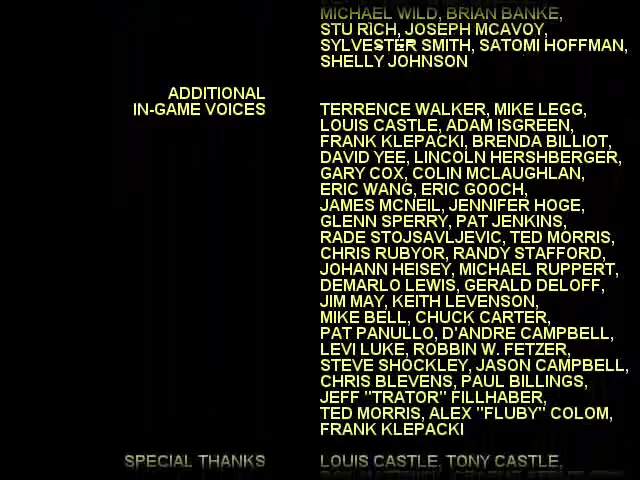 MICHAEL WILD, BRIAN BANKE,
STU RICH, JOSEPH MCAVOY,
SYLVESTER SMITH, SATOMI HOFFMAN,
SHELLY JOHNSON
ADDITIONAL
IN-GAME VOICES
TERRENCE WALKER, MIKE LEGG,
LOUIS CASTLE, ADAM ISGREEN,
FRANK KLEPACKI, BRENDA BILLIOT,
DAVID YEE, LINCOLN HERSHBERGER,
GARY COX, COLIN MCLAUGHLAN,
ERIC WANG, ERIC GOOCH,
JAMES MCNEIL, JENNIFER HOGE,
GLENN SPERRY, PAT JENKINS,
RADE STOJSAVLJEVIC, TED MORRIS,
CHRIS RUBYOR, RANDY STAFFORD,
JOHANN HEISEY, MICHAEL RUPPERT,
DEMARLO LEWIS, GERALD DELOFF,
JIM MAY, KEITH LEVENSON,
MIKE BELL, CHUCK CARTER,
PAT PANULLO, D'ANDRE CAMPBELL,
LEVI LUKE, ROBBIN W. FETZER,
STEVE SHOCKLEY, JASON CAMPBELL,
CHRIS BLEVENS, PAUL BILLINGS,
JEFF "TRATOR" FILLHABER,
TED MORRIS, ALEX "FLUBY" COLOM,
FRANK KLEPACKI
SPECIAL THANKS
LOUIS CASTLE, TONY CASTLE,